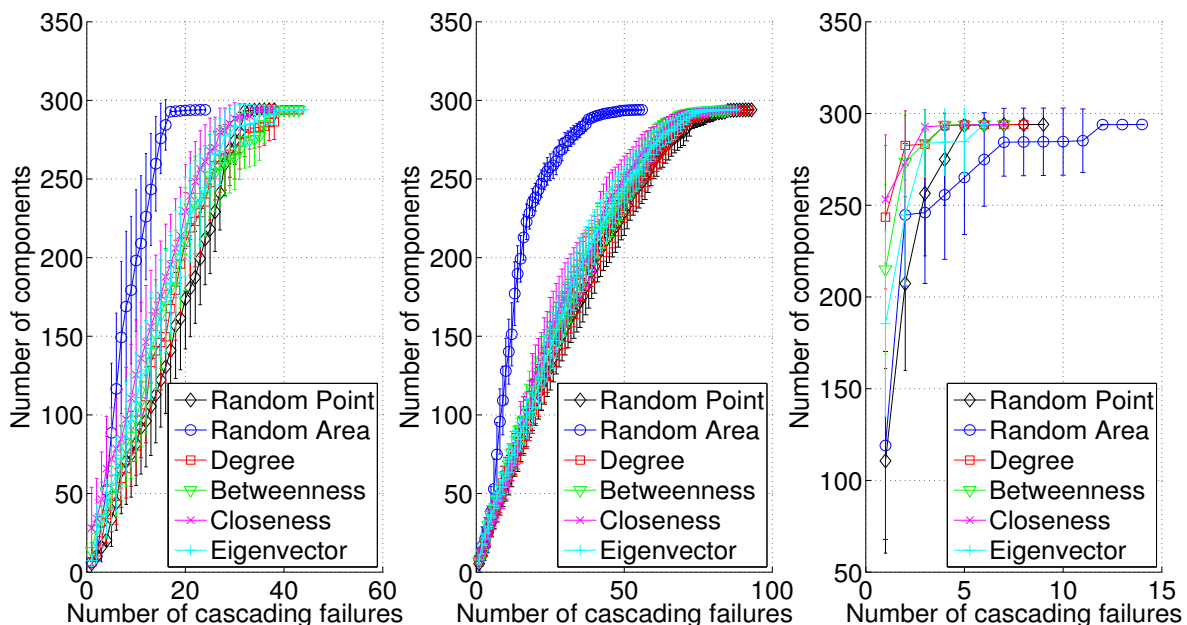 350
300
250
200
150
100
50
0
0
20
40
60
Number of components
Number of cascading failures
Random Point
Random Area
Degree
Betweenness
Closeness
Eigenvector
350
300
250
200
150
100
50
0
0
50
100
Number of components
Number of cascading failures
Random Point
Random Area
Degree
Betweenness
Closeness
Eigenvector
350
300
250
200
150
100
50
0
5
10
15
Number of components
Number of cascading failures
Random Point
Random Area
Degree
Betweenness
Closeness
Eigenvector